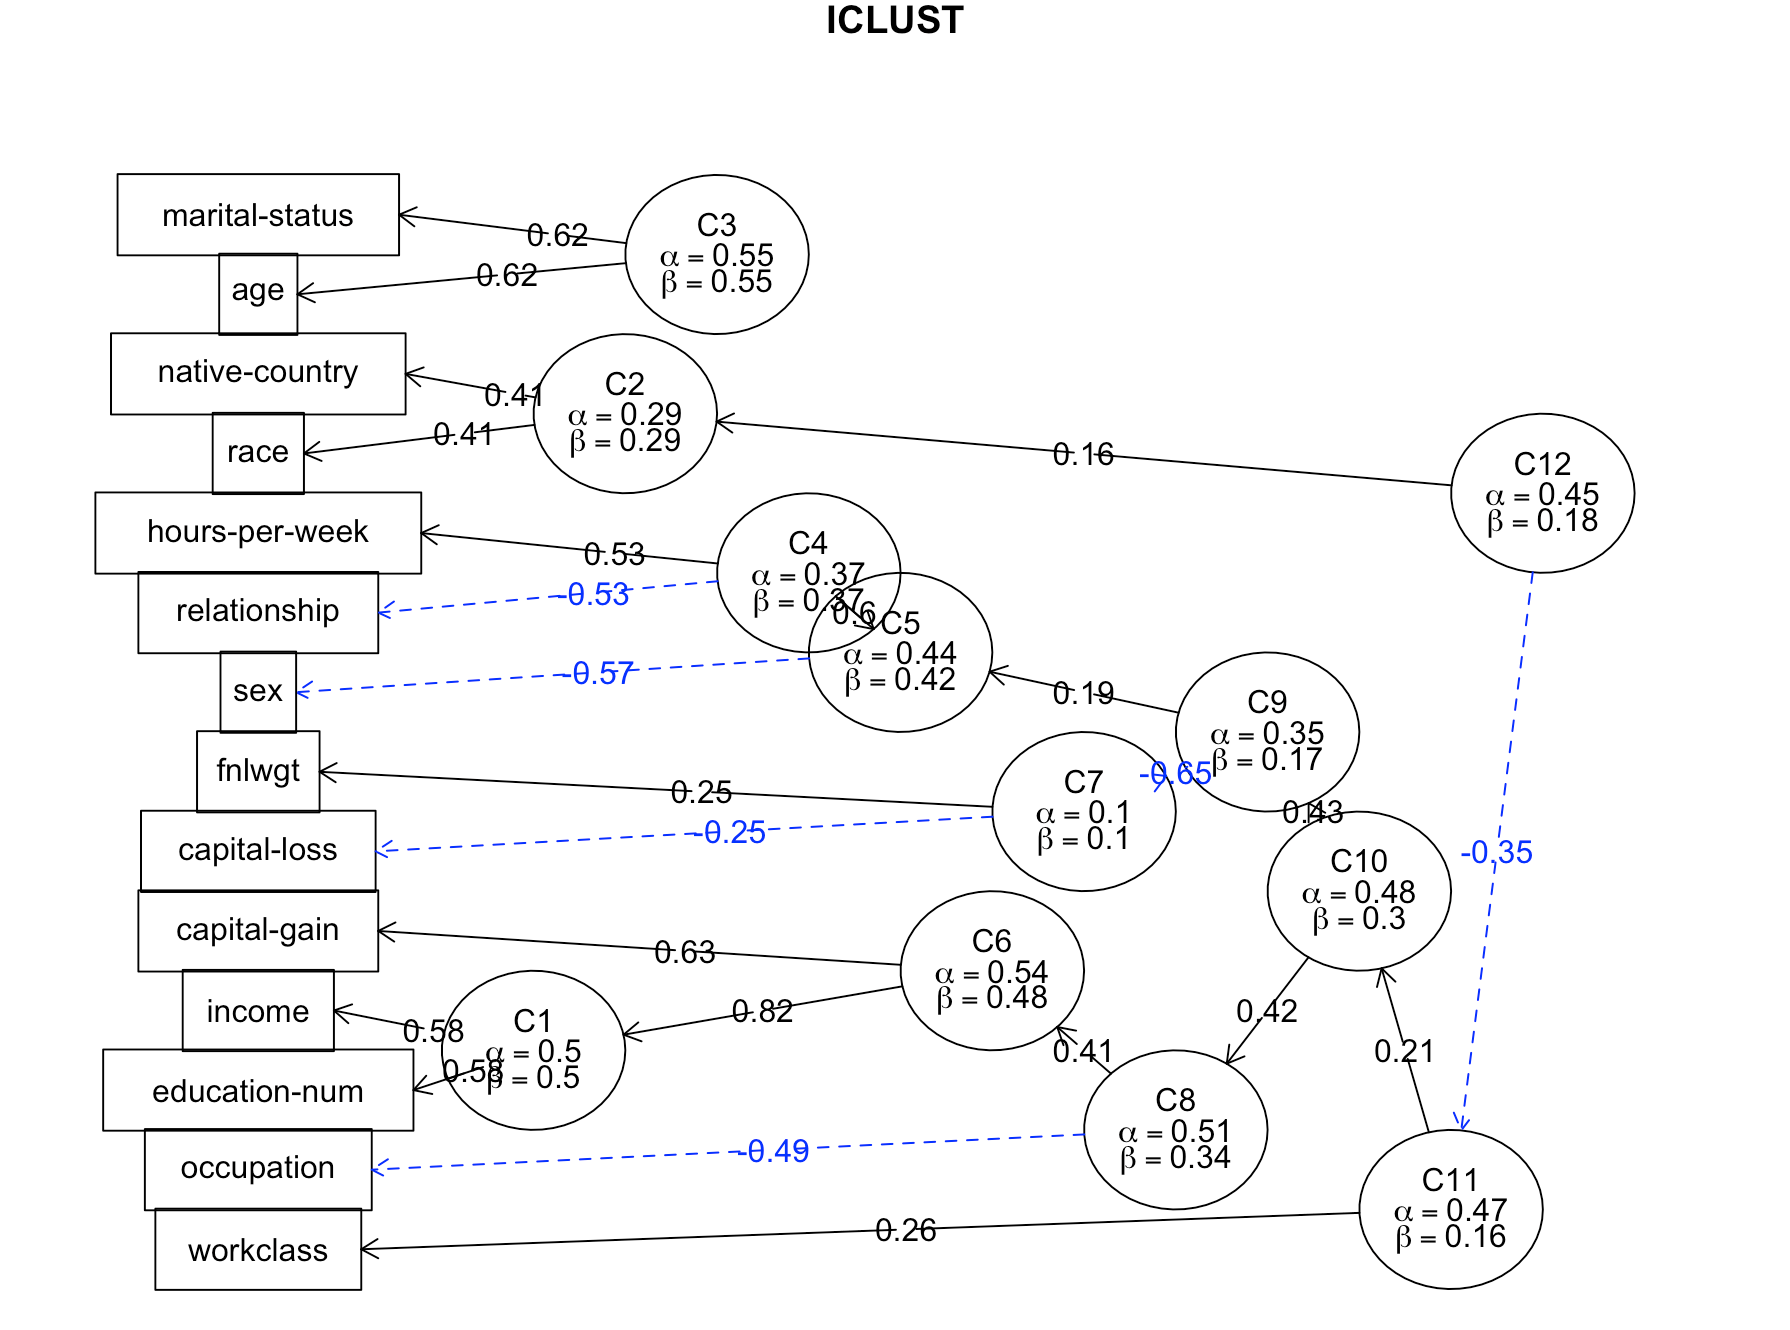 ICLUST
marital-status
age
native-country
race
hours-per-week
relationship
sex
fnlwgt
capital-loss
capital-gain
income
education-num
occupation
workclass
C3
α = 0.55
β = 0.55
0.62
0.62
C2
α = 0.29
β = 0.29
0.41
0.41
0.16
C12
α = 0.45
β = 0.18
C4
α = 0.37
β = 0.37
0.53
-0.53
0.6
C5
α = 0.44
β = 0.42
-0.57
0.19
C9
α = 0.35
β = 0.17
-0.65
C7
α = 0.1
β = 0.1
0.25
-0.25
0.43
C10
α = 0.48
β = 0.3
-0.35
C6
α = 0.54
β = 0.48
0.63
0.82
C1
α = 0.5
β = 0.5
0.58
0.58
0.42
0.41
0.21
C8
α = 0.51
β = 0.34
-0.49
C11
α = 0.47
β = 0.16
0.26